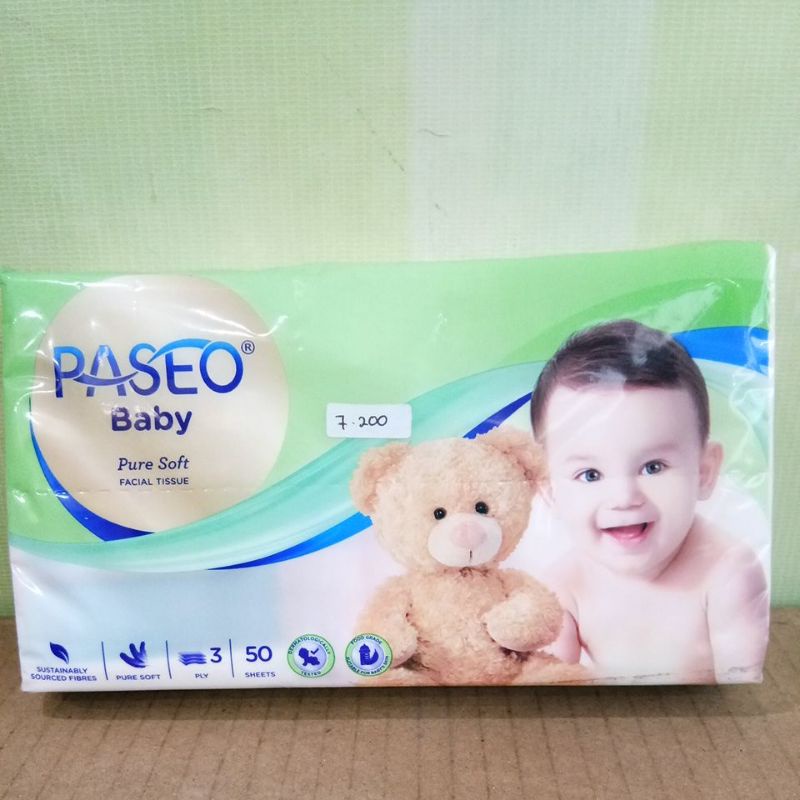 PASEO®
Baby
Pure Soft
FACIAL TISSUE
7.200
SUSTAINABLY
SOURCED FIBRES
PURE SOFT
3
PLY
50
SHEETS
DERMATOLOGICALLY
TESTED
FOOD GRADE